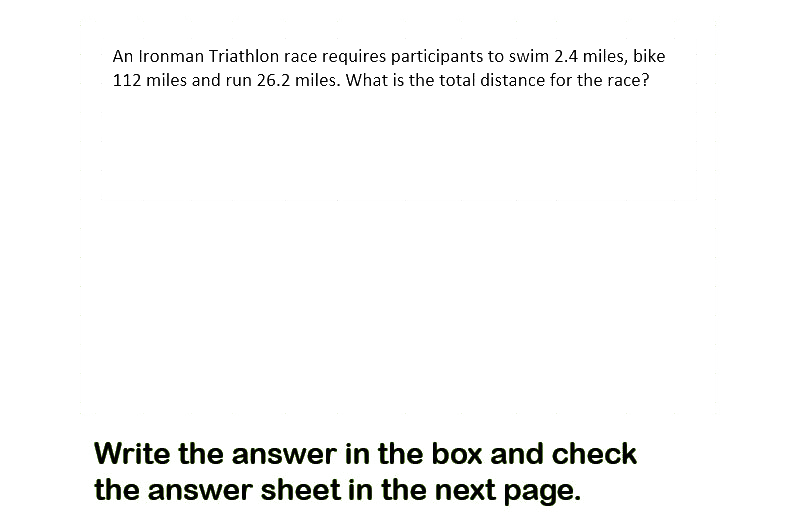 An Ironman Triathlon race requires participants to swim 2.4 miles, bike
112 miles and run 26.2 miles. What is the total distance for the race?
Write the answer in the box and check
the answer sheet in the next page.